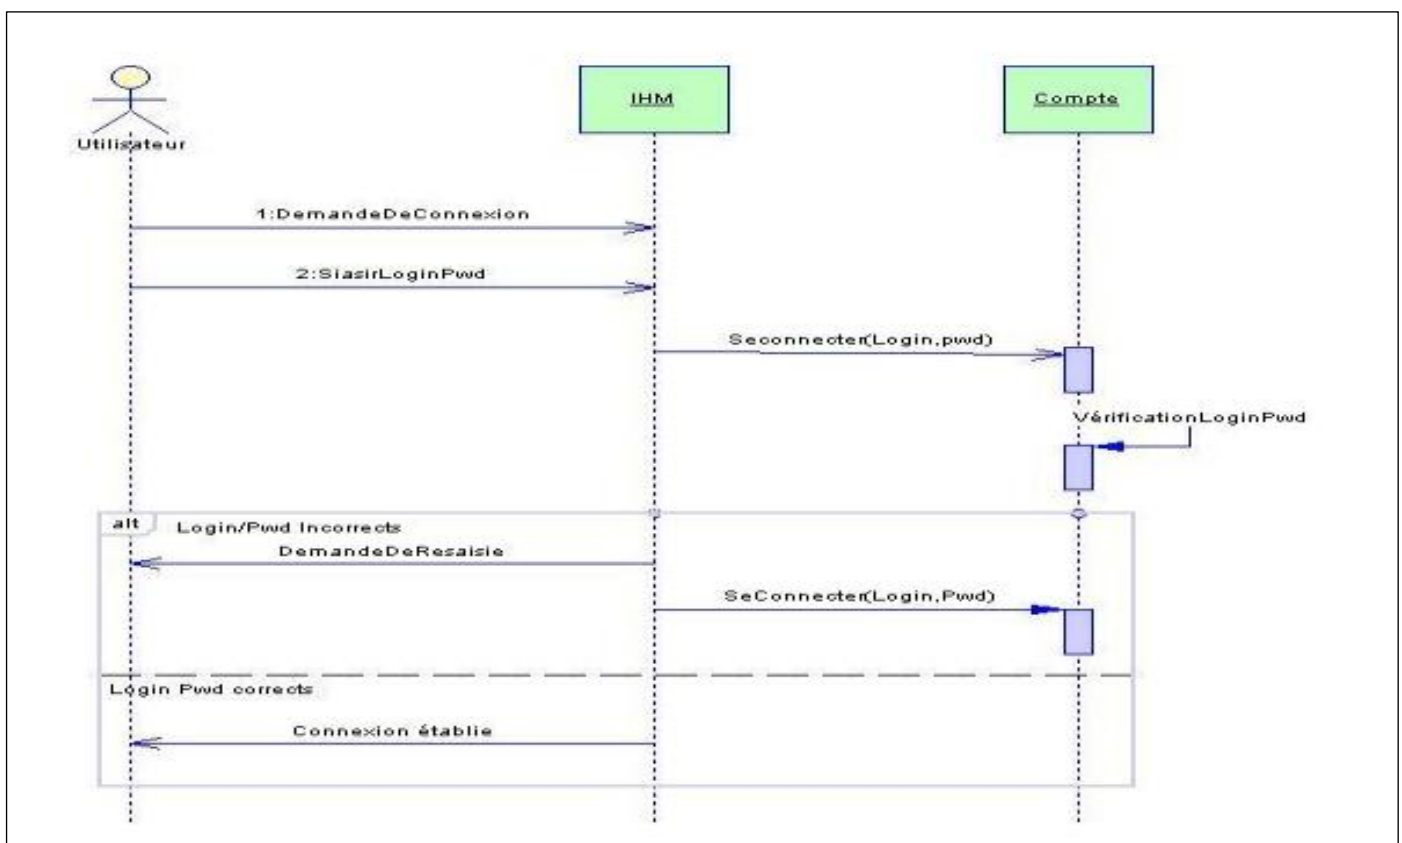 IHM
Compte
Utilisateur
1:DemandeDeConnexion
2:SiasirLoginPwd
Seconnecter(Login,pwd)
VérificationLoginPwd
alt
Login/Pwd Incorrects
DemandeDeResaisie
SeConnecter(Login,Pwd)
Login Pwd corrects
Connexion établie